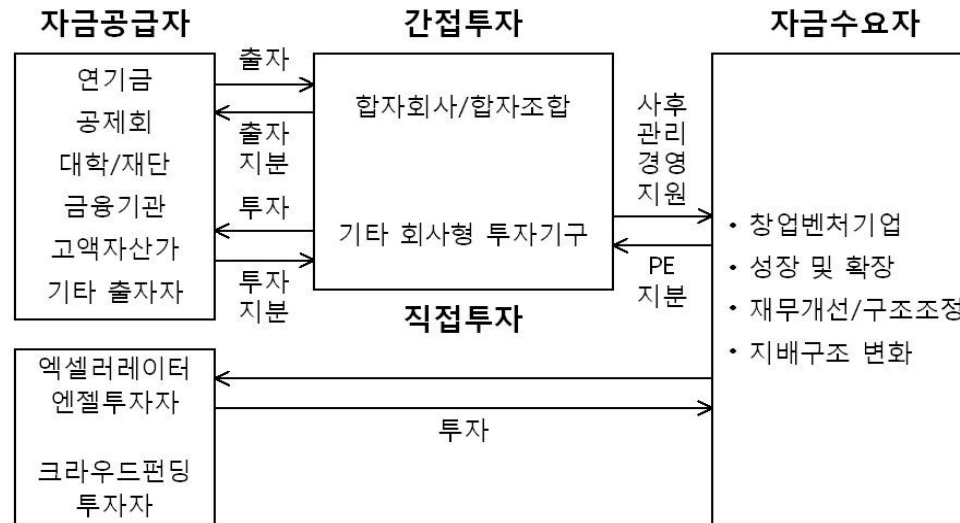 자금공급자
간접투자
자금수요자
연기금
공제회
대학/재단
금융기관
고액자산가
기타 출자자
출자
출자
지분
투자
투자
지분
합자회사/합자조합
기타 회사형 투자기구
사후
관리
경영
지원
PE
지분
• 창업벤처기업
• 성장 및 확장
• 재무개선/구조조정
• 지배구조 변화
직접투자
엑셀러레이터
엔젤투자자
크라우드펀딩
투자자
투자